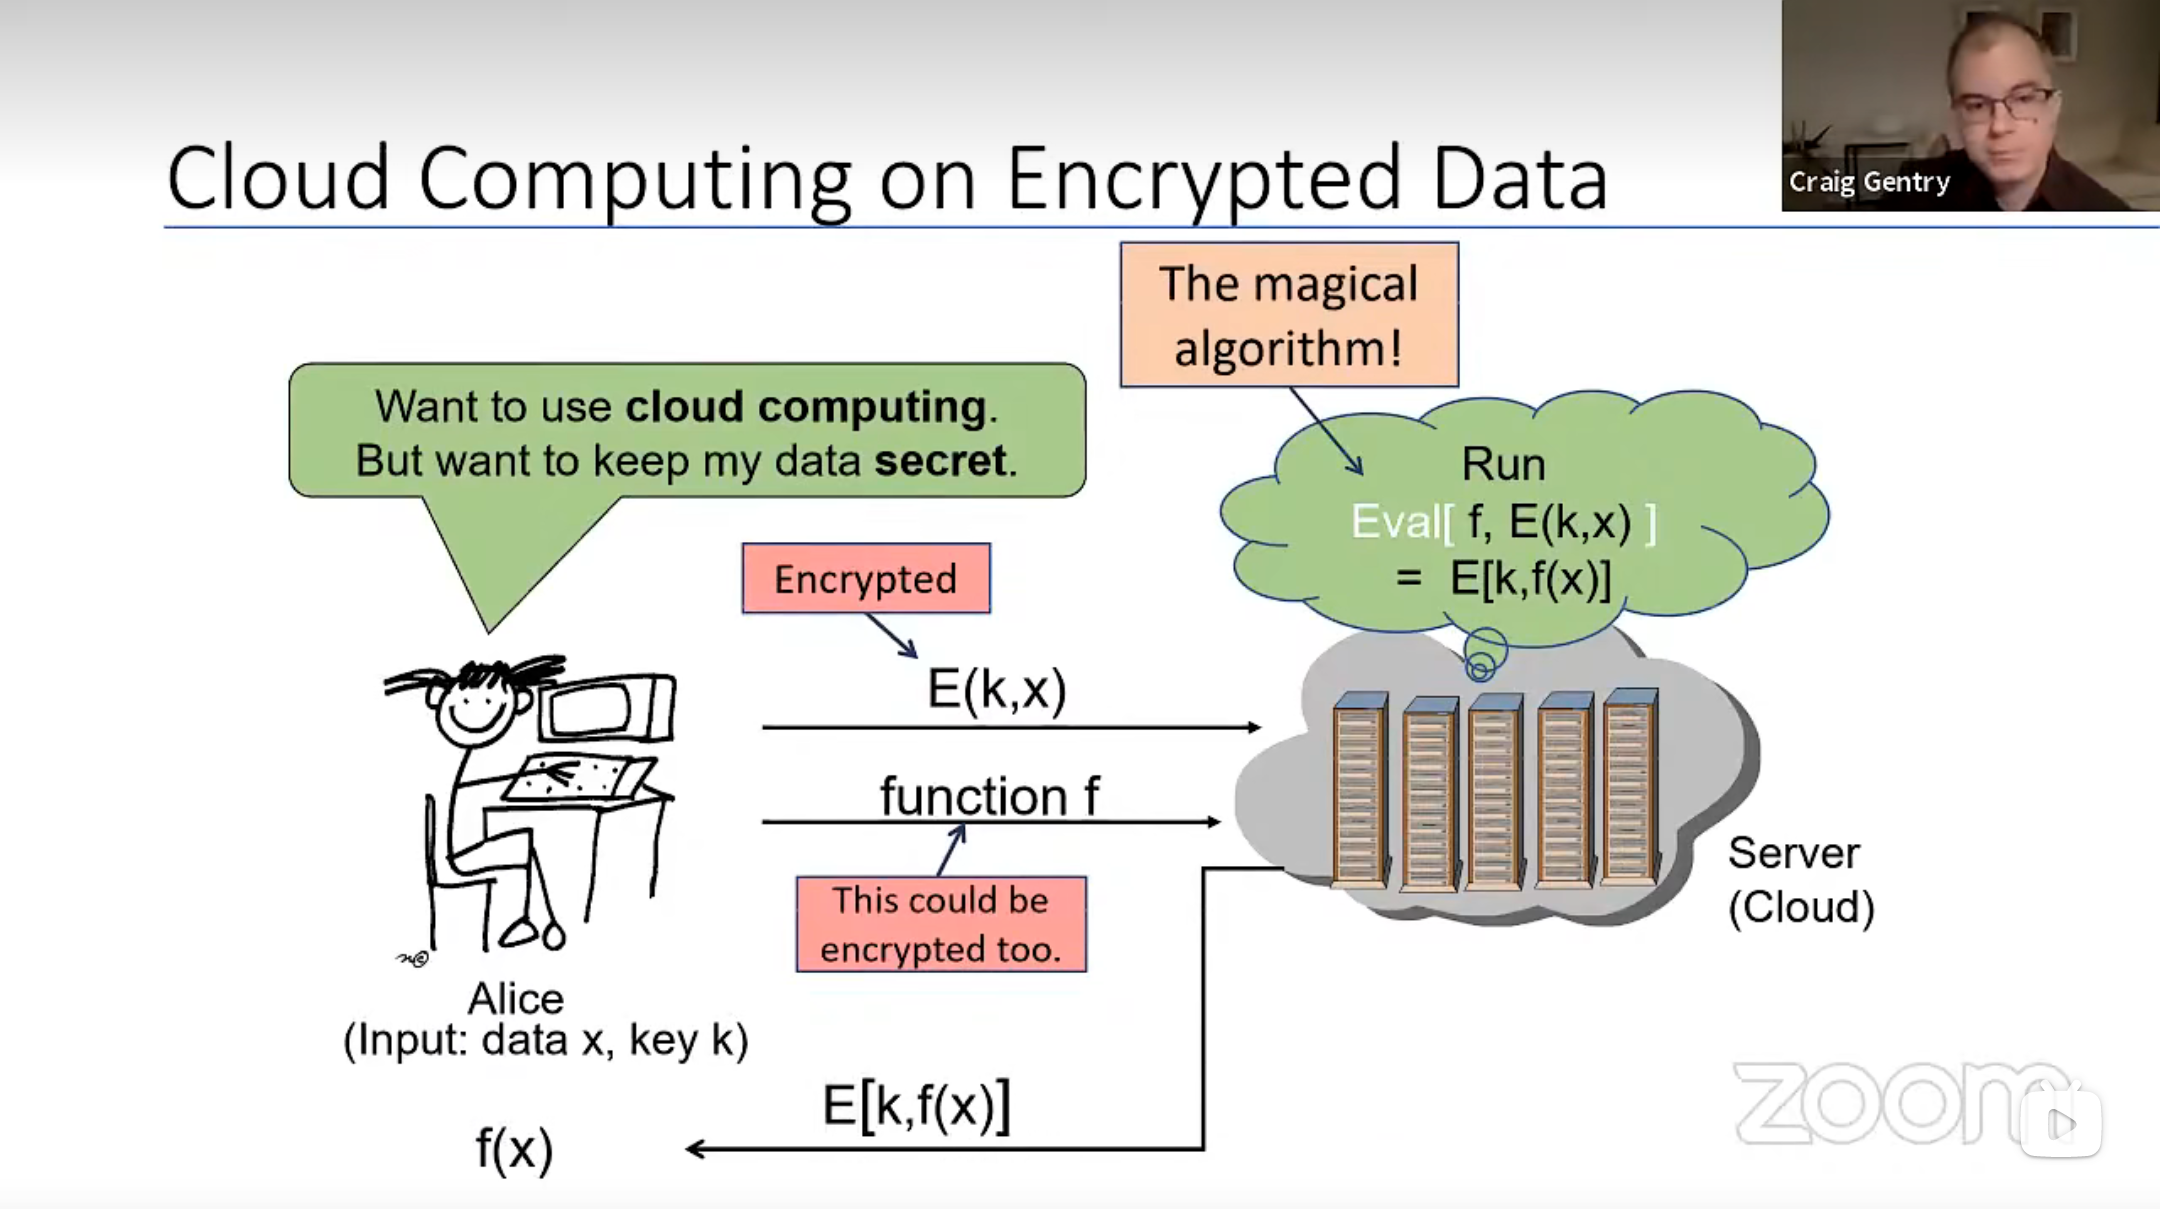 Cloud Computing on Encrypted Data
Craig Gentry
The magical
algorithm!
Want to use cloud computing.
But want to keep my data secret.
Run
Eval[ f, E(k,x) ]
= E[k,f(x)]
Encrypted
E(k,x)
function f
This could be
encrypted too.
Server
(Cloud)
Alice
(Input: data x, key k)
E[k,f(x)]
f(x)
zoom